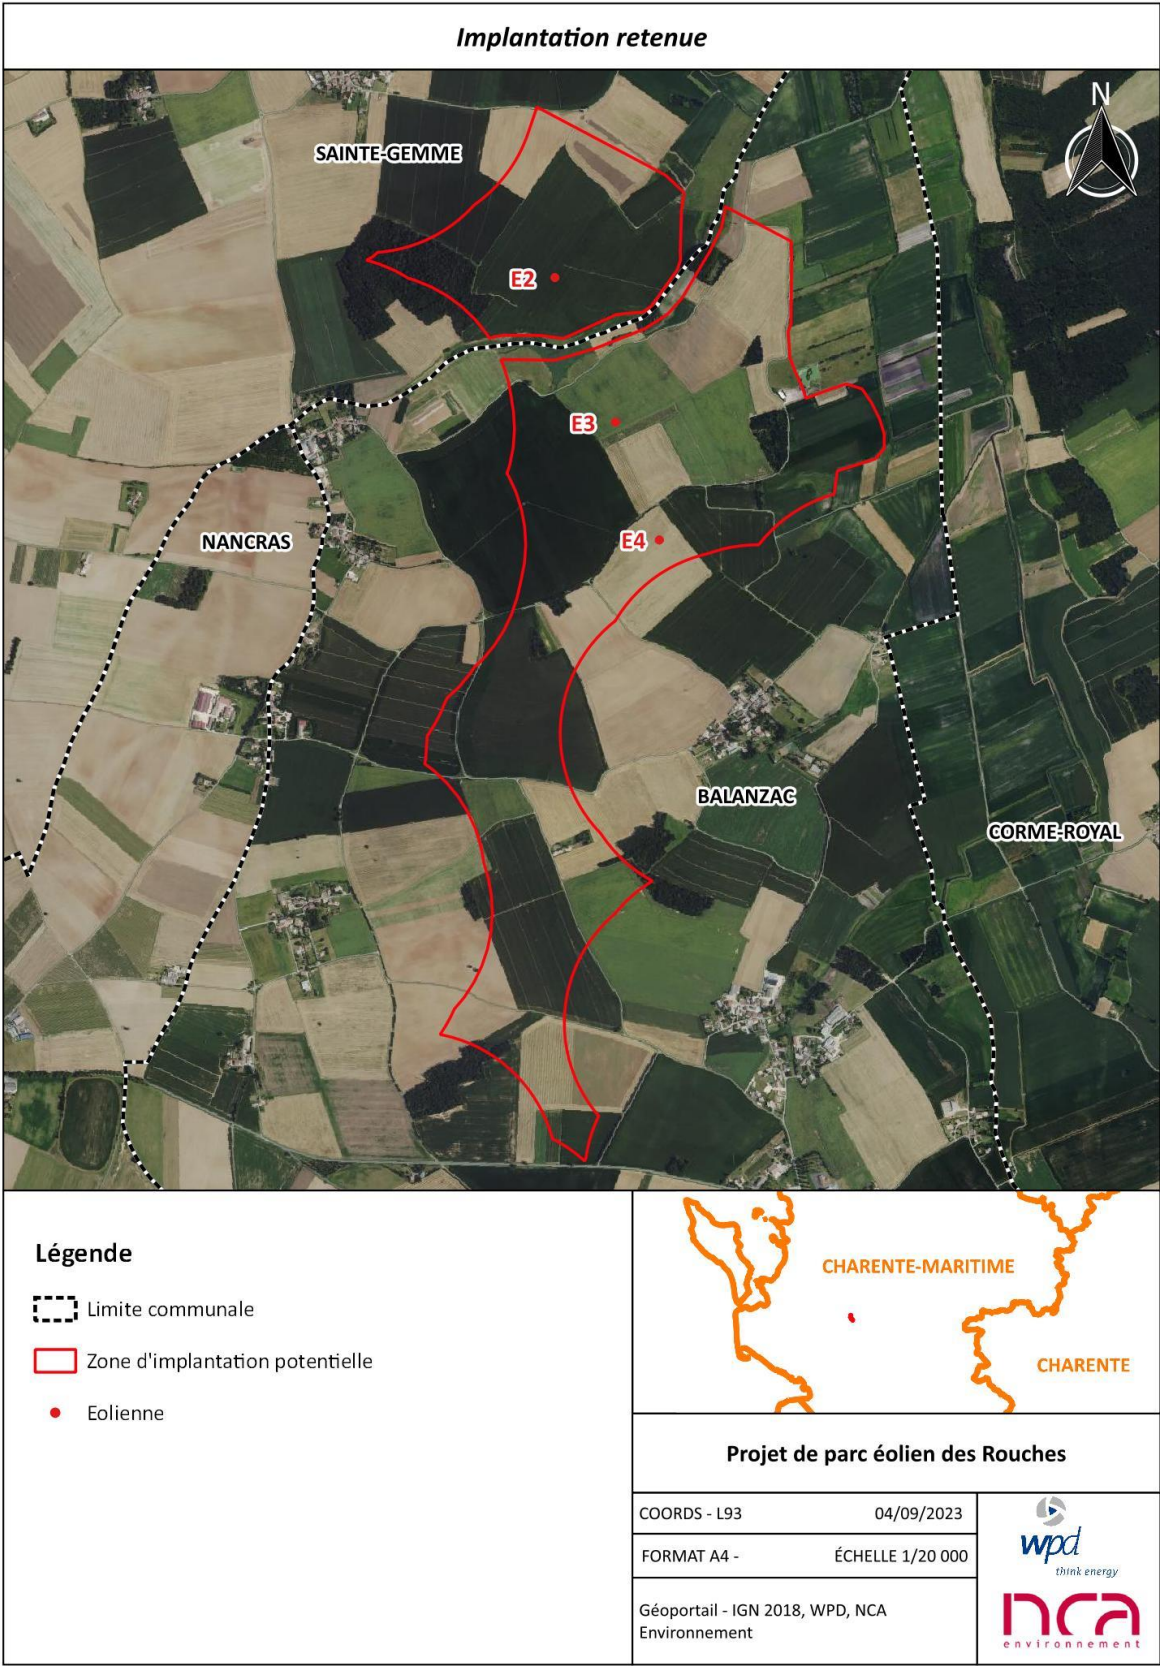 Implantation retenue
N
SAINTE-GEMME
E2
E3
NANCRAS
E4
BALANZAC
CORME-ROYAL
Légende
Limite communale
Zone d'implantation potentielle
Eolienne
CHARENTE-MARITIME
CHARENTE
Projet de parc éolien des Rouches
COORDS - L93 04/09/2023
FORMAT A4 - ÉCHELLE 1/20 000
Géoportail - IGN 2018, WPD, NCA
Environnement
wpd
think energy
nca
environnement